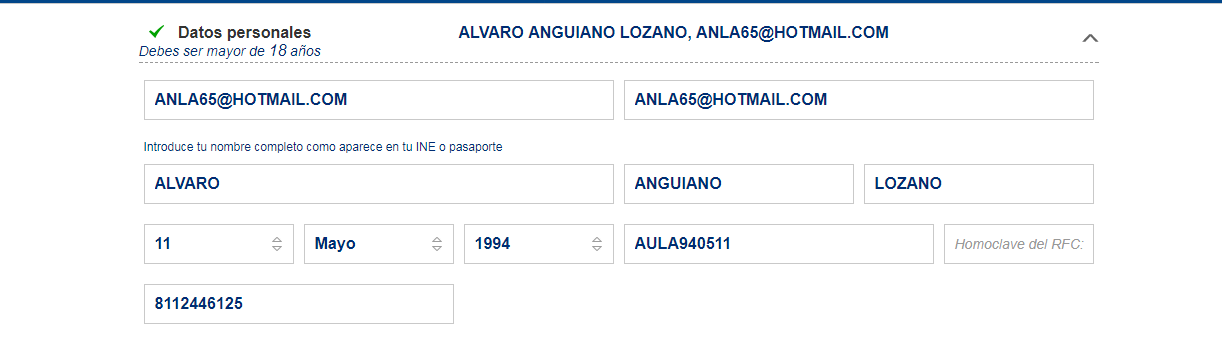 Datos personales ALVARO ANGUIANO LOZANO, ANLA65@HOTMAIL.COM
Debes ser mayor de 18 años
ANLA65@HOTMAIL.COM ANLA65@HOTMAIL.COM
Introduce tu nombre completo como aparece en tu INE o pasaporte
ALVARO ANGUIANO LOZANO
11 Mayo 1994 AULA940511 Homoclave del RFC:
8112446125